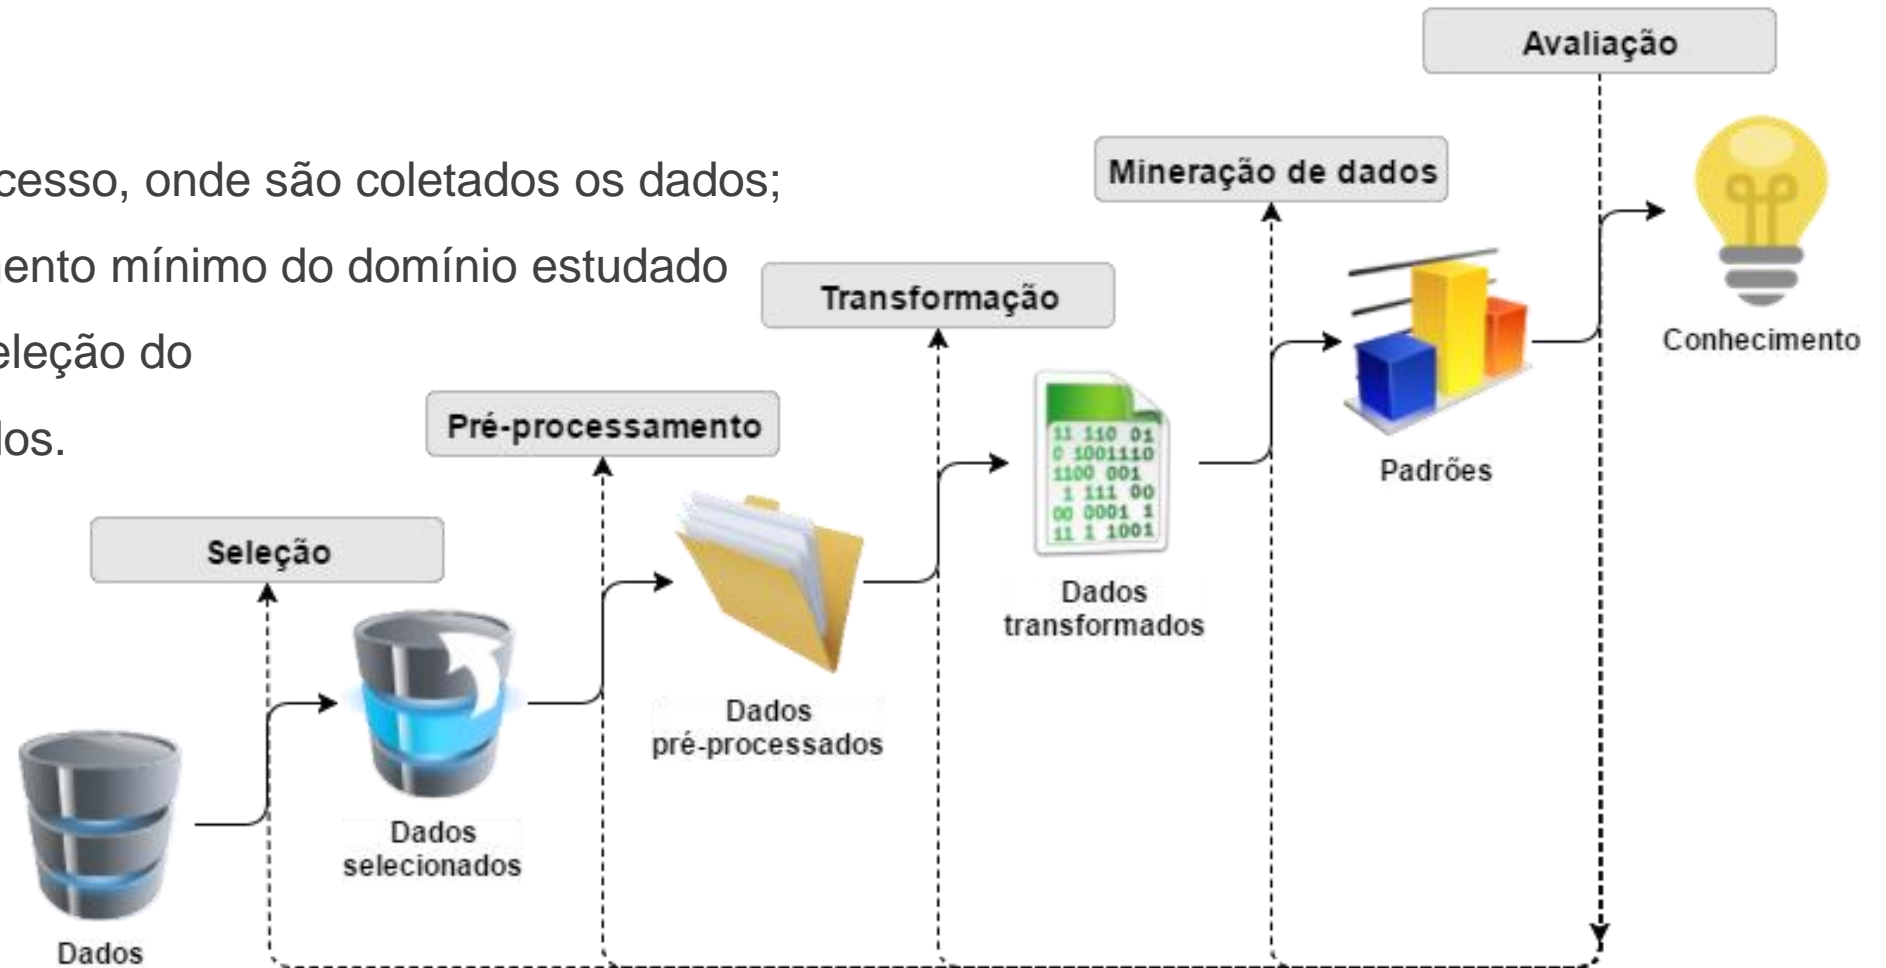 cesso, onde são coletados os dados;
ento mínimo do domínio estudado
eleção do
los.
Avaliação
Mineração de dados
Transformação
Pré-processamento
Seleção
Conhecimento
Padrões
11 110 01
0 1001110
1100 001
1 111 00
00 0001 1
11 1 1001
Dados
transformados
Dados
pré-processados
Dados
selecionados
Dados